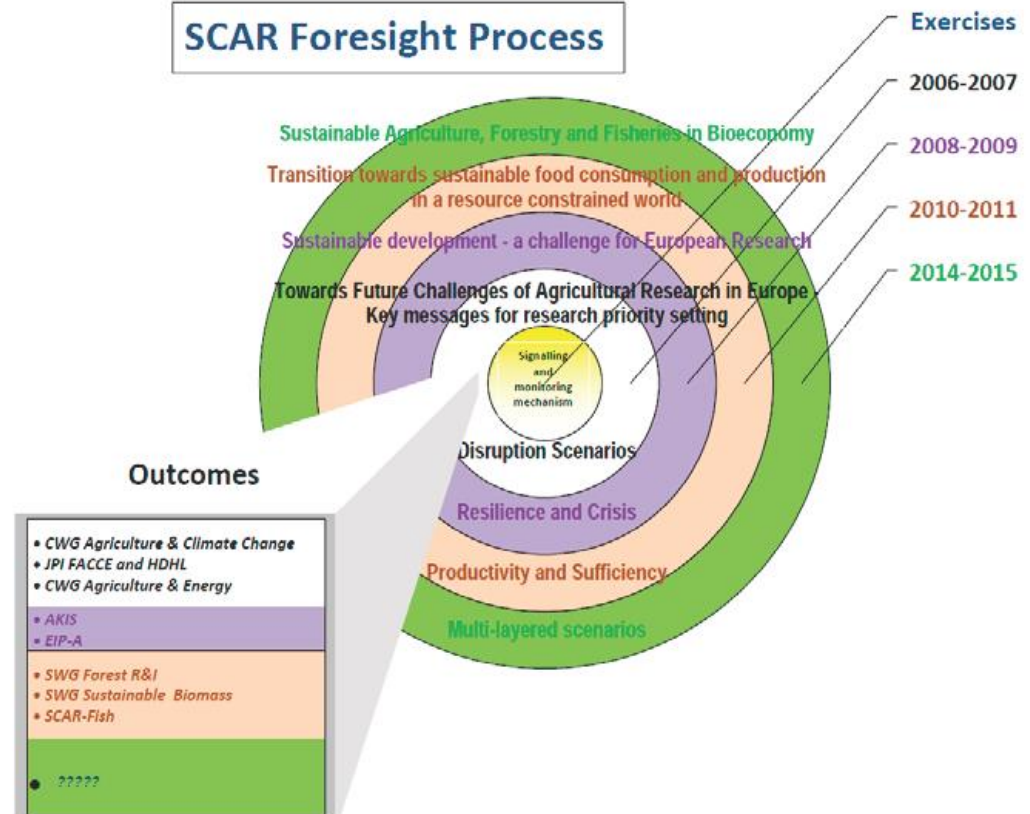 SCAR Foresight Process
Exercises
2006-2007
2008-2009
2010-2011
2014-2015
Sustainable Agriculture, Forestry and Fisheries in Bioeconomy
Transition towards sustainable food consumption and production
in a resource constrained world
Sustainable development - a challenge for European Research
Towards Future Challenges of Agricultural Research in Europe -
Key messages for research priority setting
Signalling
and
monitoring
mechanism
Disruption Scenarios
Resilience and Crisis
Productivity and Sufficiency
Multi-layered scenarios
Outcomes
• CWG Agriculture & Climate Change
• JPI FACCE and HDHL
• CWG Agriculture & Energy
• AKIS
• EIP-A
• SWG Forest R&I
• SWG Sustainable Biomass
• SCAR-Fish
• ?????